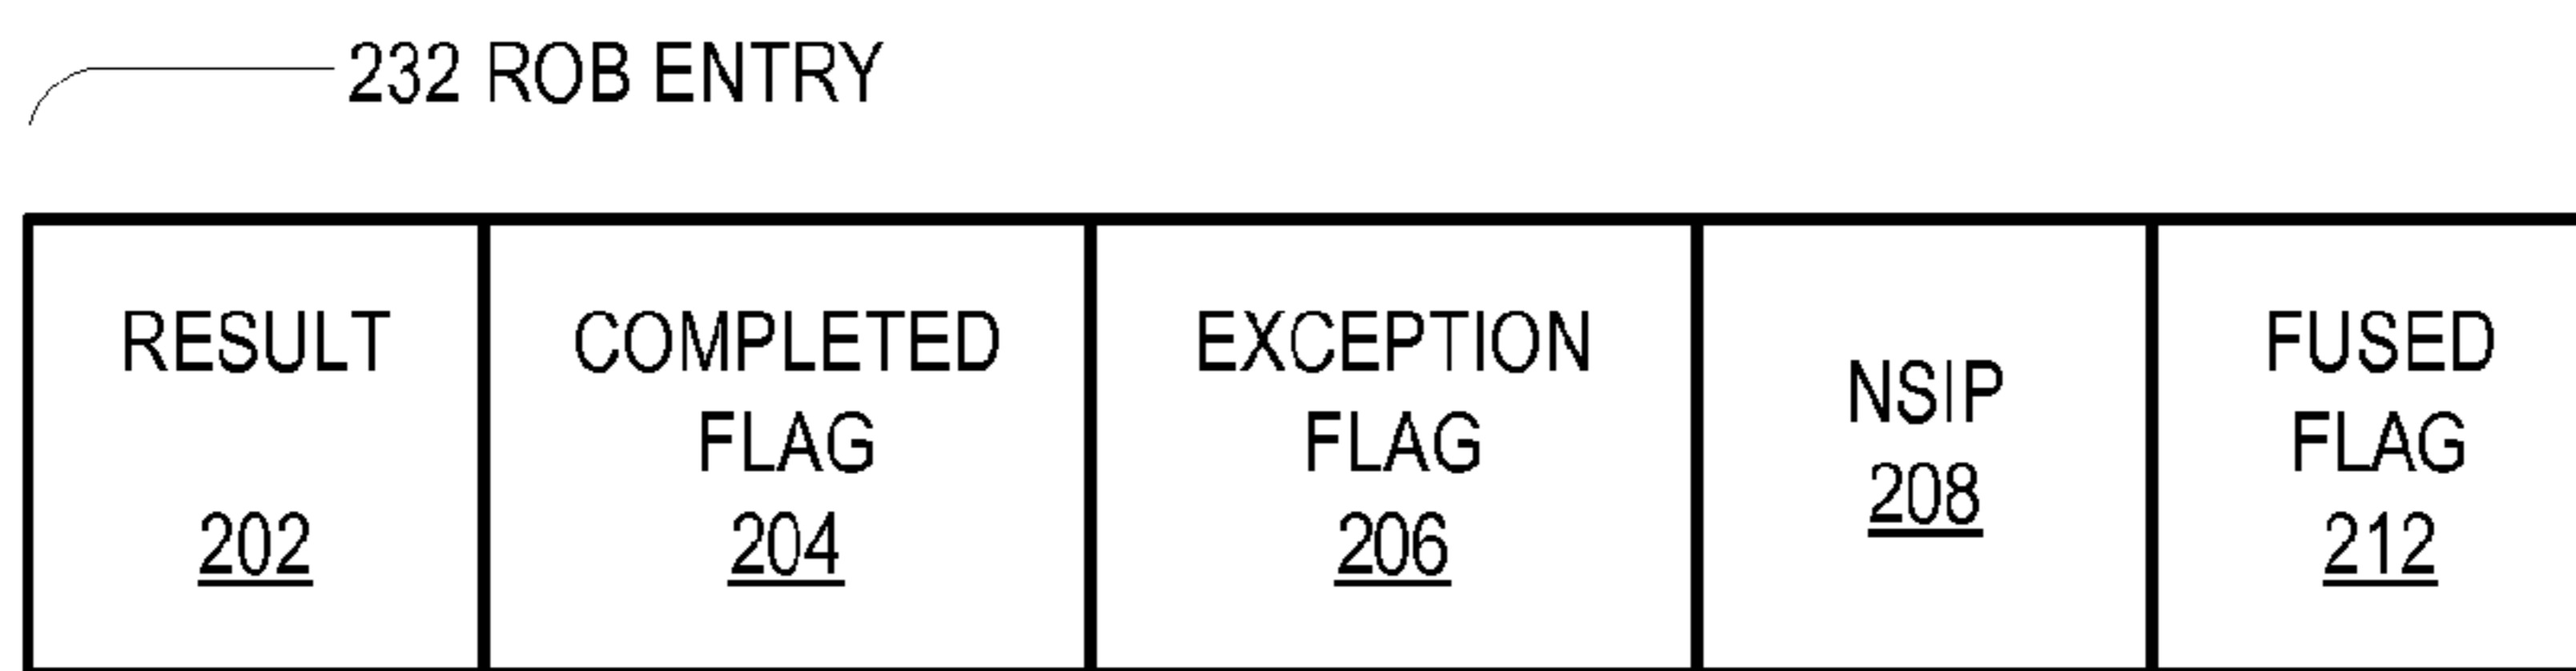 232 ROB ENTRY
RESULT
202
COMPLETED
FLAG
204
EXCEPTION
FLAG
206
NSIP
208
FUSED
FLAG
212